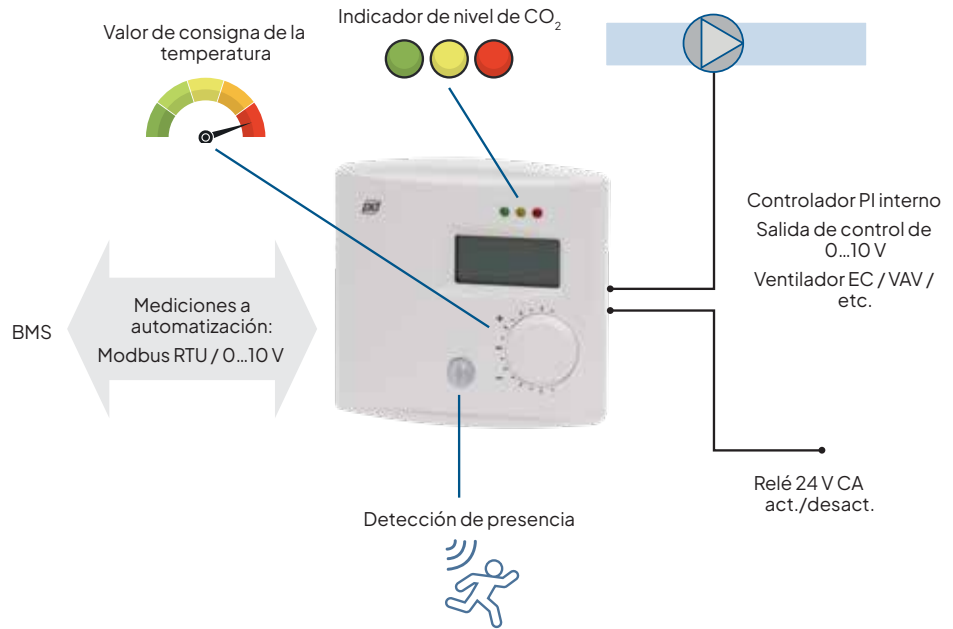 Valor de consigna de la
temperatura
Indicador de nivel de CO₂
Controlador PI interno
Salida de control de
0...10 V
Ventilador EC / VAV /
etc.
BMS
Mediciones a
automatización:
Modbus RTU / 0...10 V
Relé 24 V CA
act./desact.
Detección de presencia